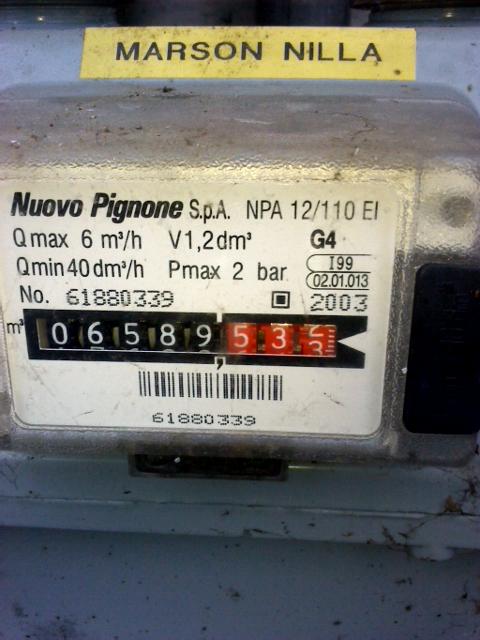 MARSON NILLA
Nuovo Pignone S.p.A. NPA 12/110 El
Qmax 6 m³/h V1,2dm³ G4
Qmin 40 dm³/h Pmax 2 bar I99
02.01.013
No. 61880339 2003
m³ 06589,53
61880339